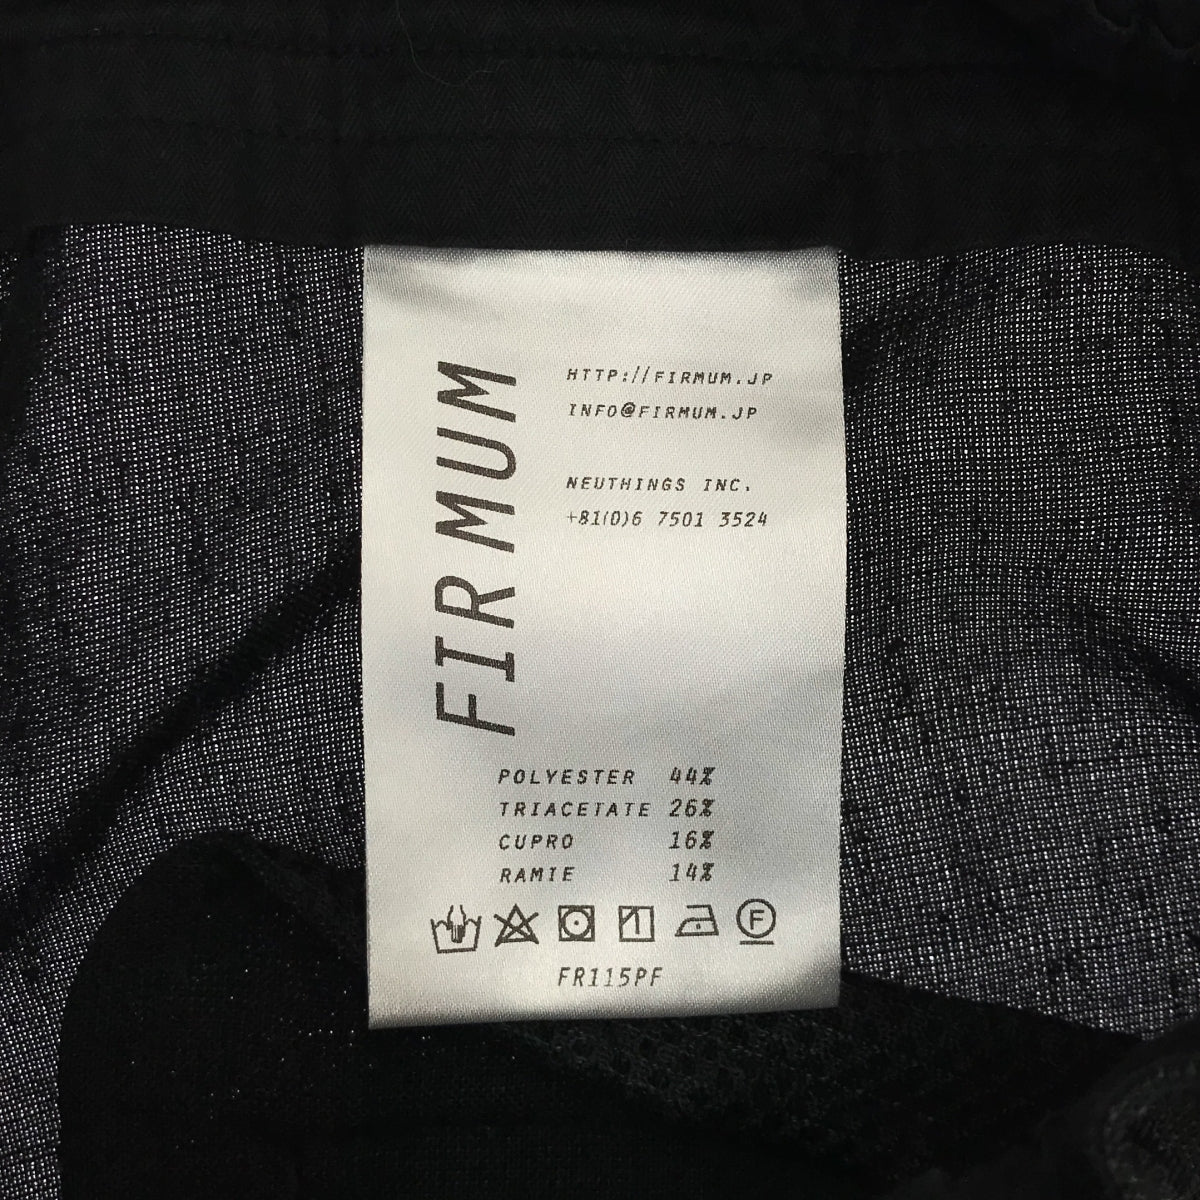 FIRMUM
HTTP://FIRMUM.JP
INFO@FIRMUM.JP
NEUTHINGS INC.
+81(0)6 7501 3524
POLYESTER 44%
TRIACETATE 26%
CUPRO 16%
RAMIE 14%
F
FR115PF